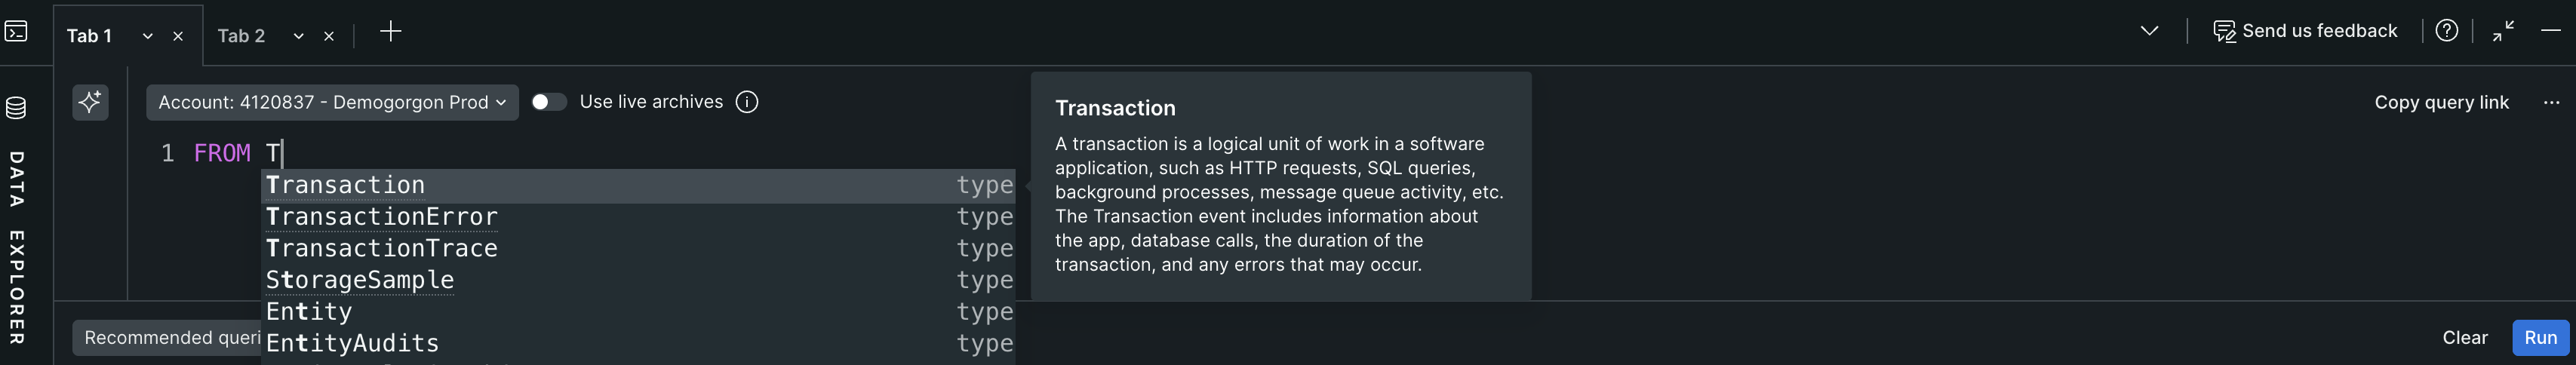 Tab 1
Tab 2
Send us feedback
Account: 4120837 - Demogorgon Prod
Use live archives
Copy query link
1 FROM T
Transaction type
TransactionError type
TransactionTrace type
StorageSample type
Entity type
EntityAudits type
Transaction
A transaction is a logical unit of work in a software
application, such as HTTP requests, SQL queries,
background processes, message queue activity, etc.
The Transaction event includes information about
the app, database calls, the duration of the
transaction, and any errors that may occur.
DATA EXPLORER
Recommended queri
Clear
Run